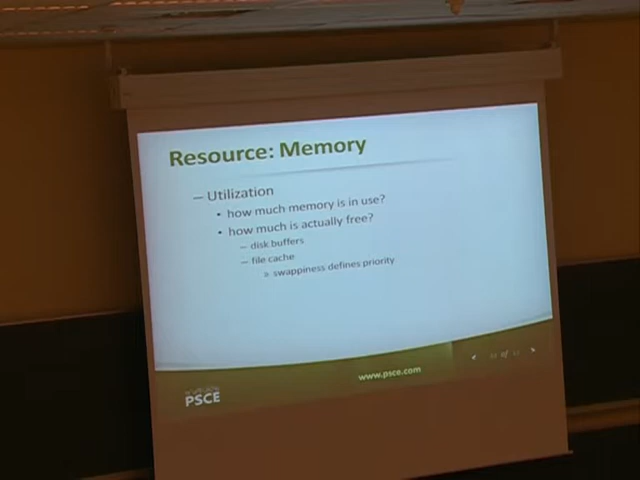 Resource: Memory
– Utilization
• how much memory is in use?
• how much is actually free?
– disk buffers
– file cache
» swappiness defines priority
www.psce.com
PSCE